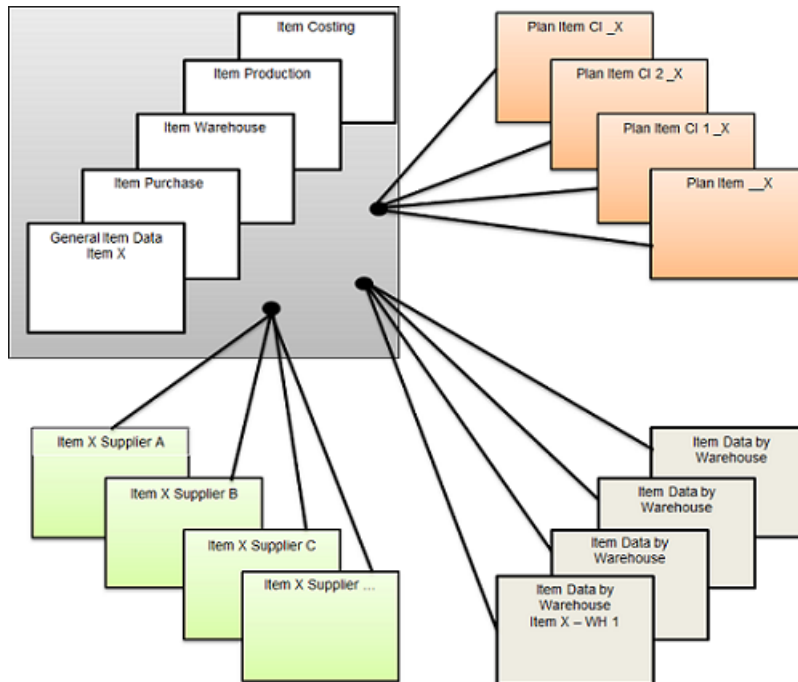 Item Costing
Item Production
Item Warehouse
Item Purchase
General Item Data
Item X
Plan Item Cl _X
Plan Item Cl 2 _X
Plan Item Cl 1 _X
Plan Item __X
Item X Supplier A
Item X Supplier B
Item X Supplier C
Item X Supplier ...
Item Data by
Warehouse
Item Data by
Warehouse
Item Data by
Warehouse
Item Data by
Warehouse
Item X – WH 1